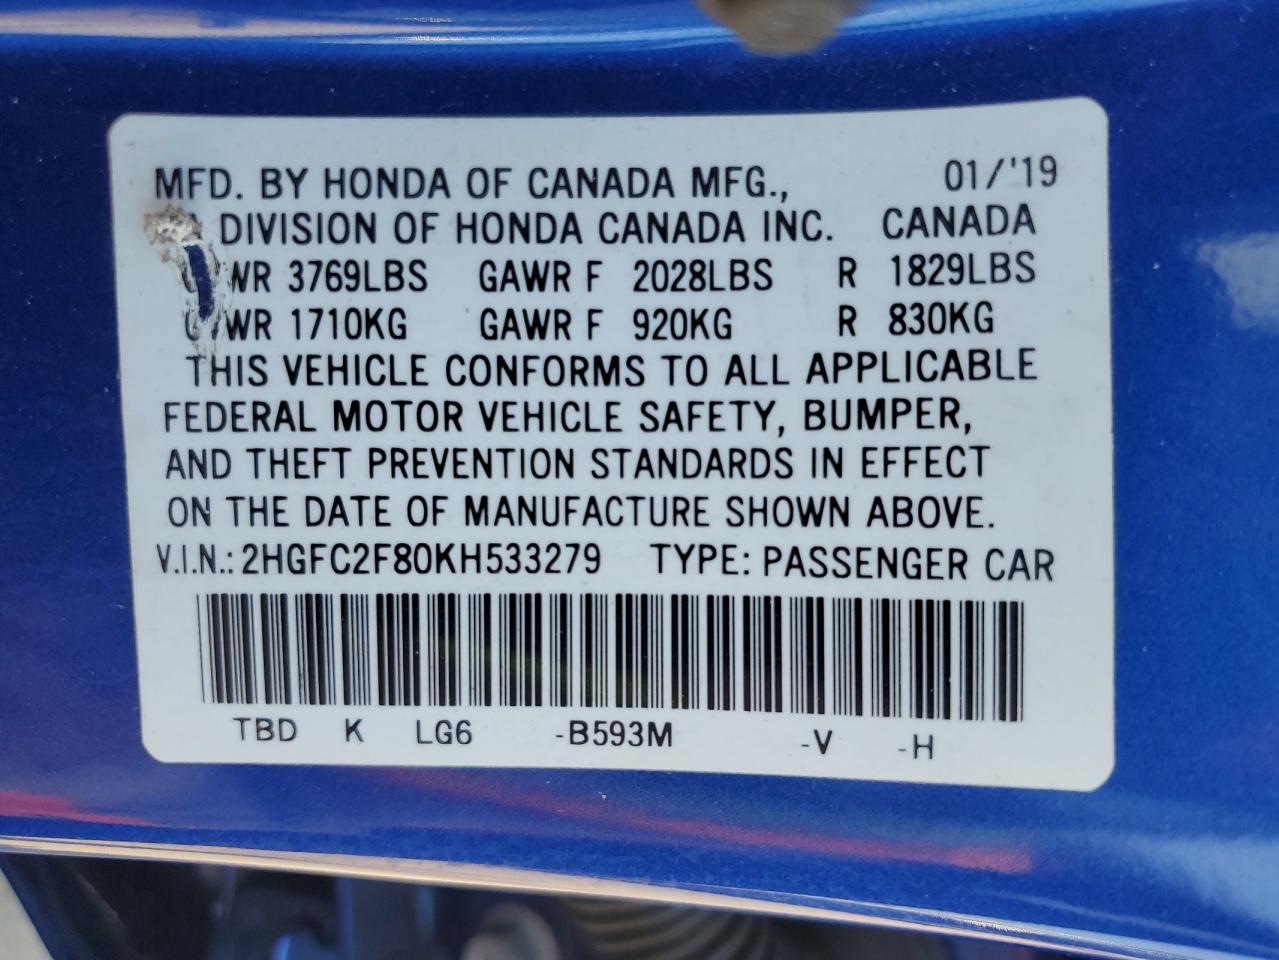 MFD. BY HONDA OF CANADA MFG., 01/'19
DIVISION OF HONDA CANADA INC. CANADA
3769LBS GAWR F 2028LBS R 1829LBS
1710KG GAWR F 920KG R 830KG
THIS VEHICLE CONFORMS TO ALL APPLICABLE
FEDERAL MOTOR VEHICLE SAFETY, BUMPER,
AND THEFT PREVENTION STANDARDS IN EFFECT
ON THE DATE OF MANUFACTURE SHOWN ABOVE.
V.I.N.: 2HGFC2F80KH533279 TYPE: PASSENGER CAR
TBD K LG6 -B593M -V -H